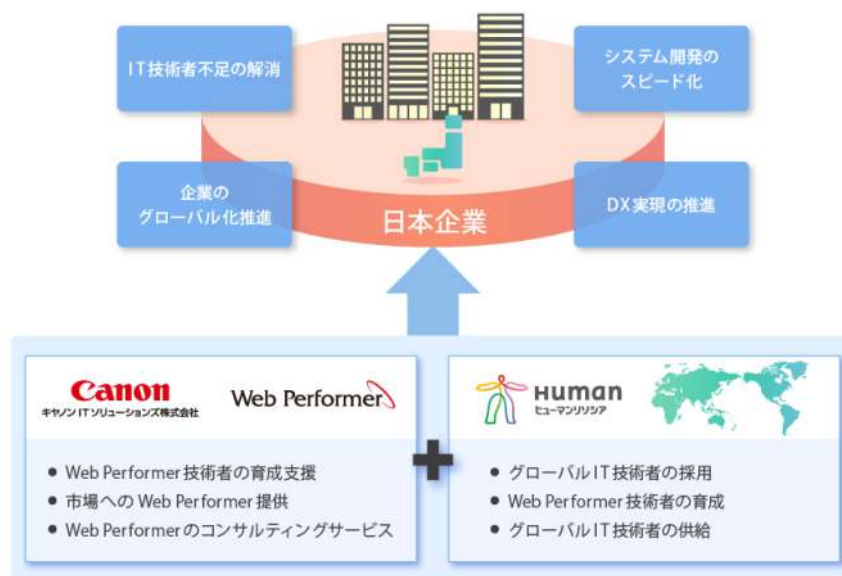 IT技術者不足の解消
システム開発の
スピード化
企業の
グローバル化推進
DX実現の推進
日本企業
Canon
キヤノンITソリューションズ株式会社
Web Performer
Human
ヒューマンリソシア
・Web Performer技術者の育成支援
・市場へのWeb Performer提供
・Web Performerのコンサルティングサービス
+
・グローバルIT技術者の採用
・Web Performer技術者の育成
・グローバルIT技術者の供給